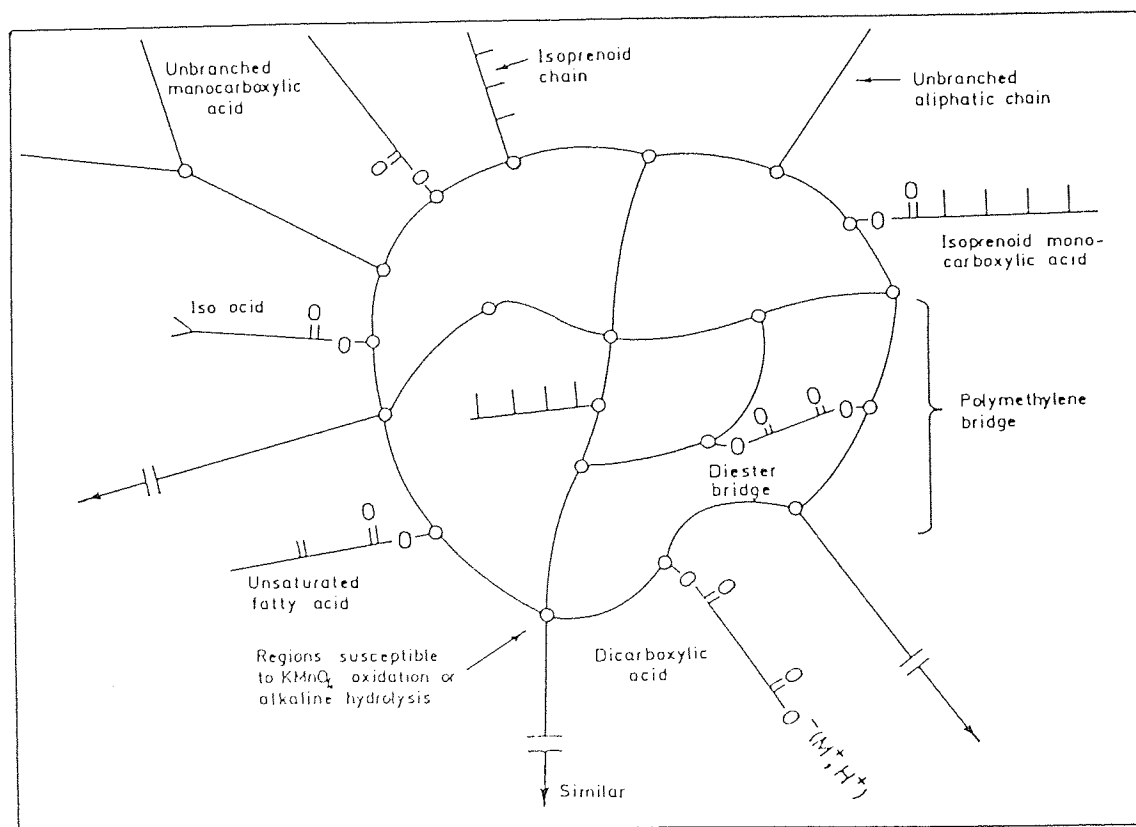 Unbranched
manocarboxylic
acid
Isoprenoid
chain
Unbranched
aliphatic chain
O
O
O
O
Isoprenoid mono-
carboxylic acid
Iso acid
O
O
Polymethylene
bridge
O
O
O
O
Diester
bridge
O
O
Unsaturated
fatty acid
O
O
Regions susceptible
to KMnO4 oxidation or
alkaline hydrolysis
Dicarboxylic
acid
O
O⁻(M⁺,H⁺)
Similar